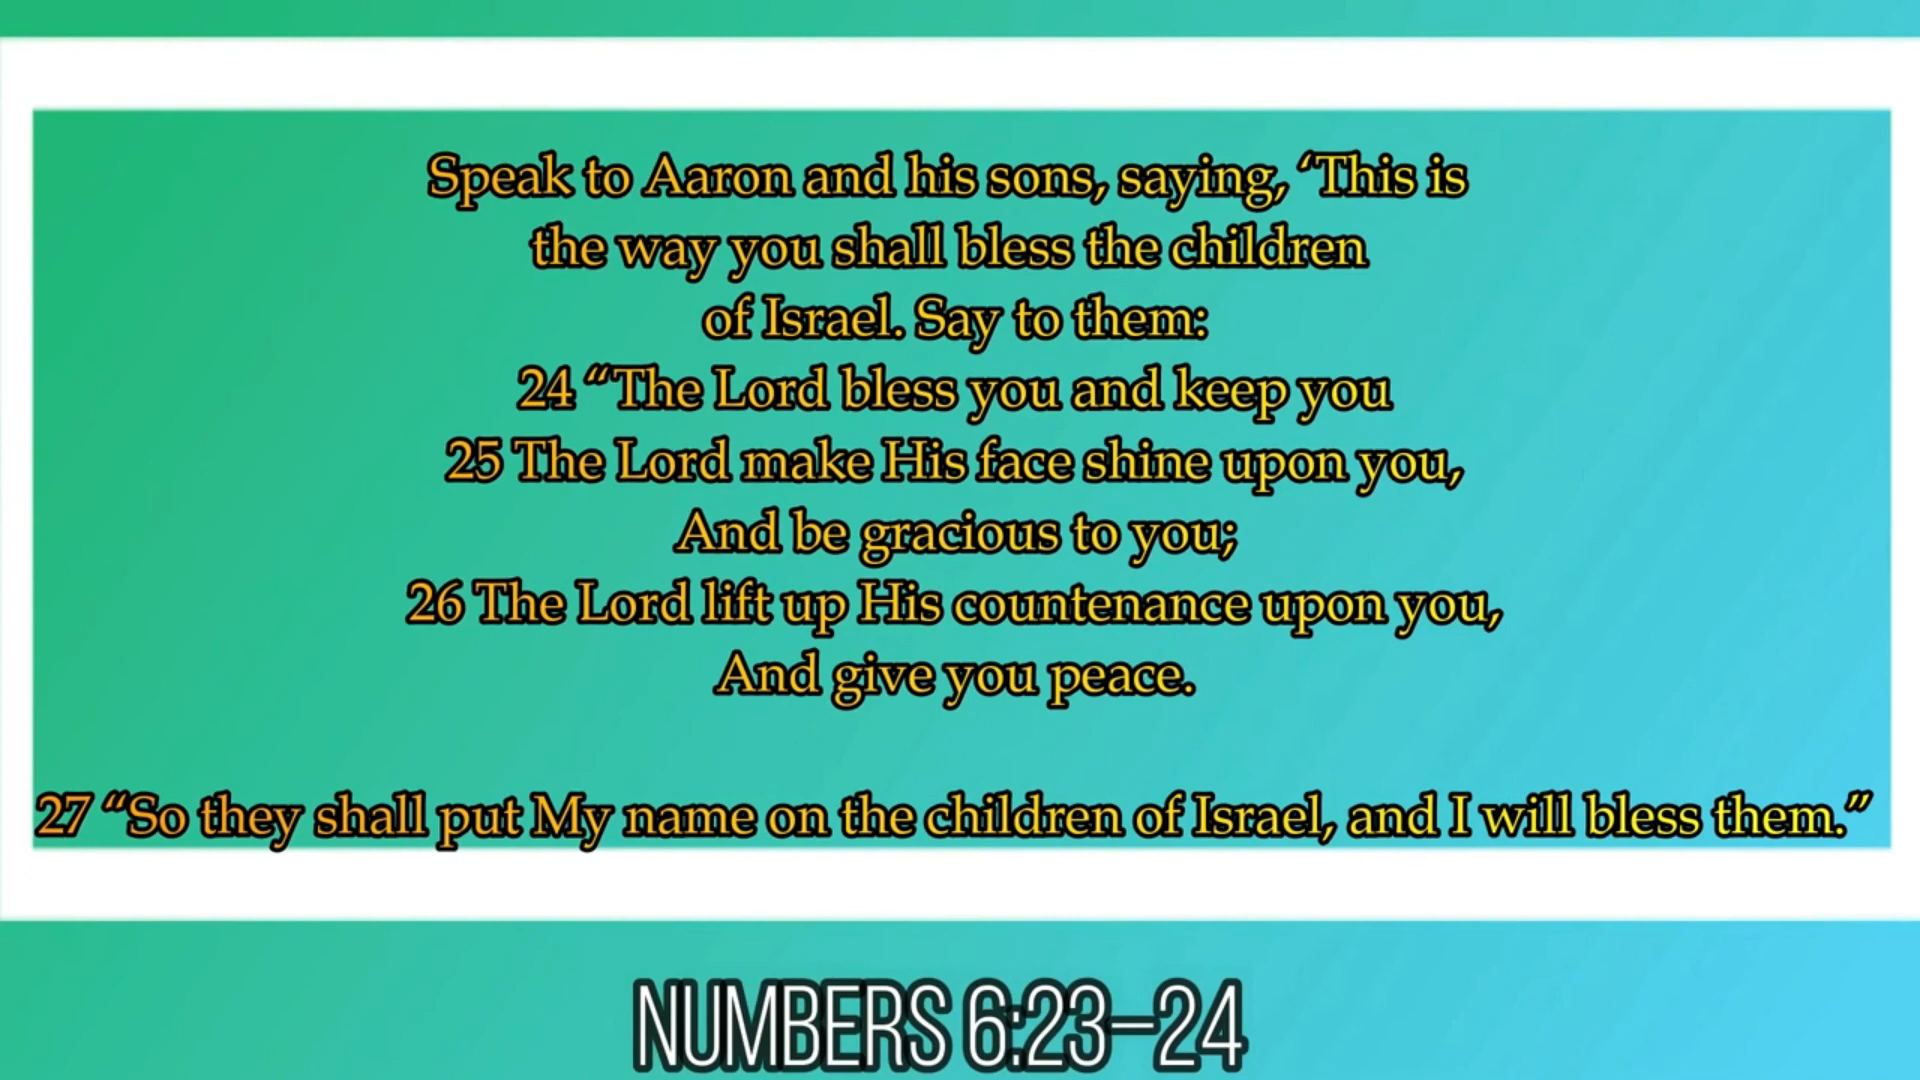 Speak to Aaron and his sons, saying, ‘This is
the way you shall bless the children
of Israel. Say to them:
24 “The Lord bless you and keep you
25 The Lord make His face shine upon you,
And be gracious to you;
26 The Lord lift up His countenance upon you,
And give you peace.
27 “So they shall put My name on the children of Israel, and I will bless them.”
NUMBERS 6:23–24